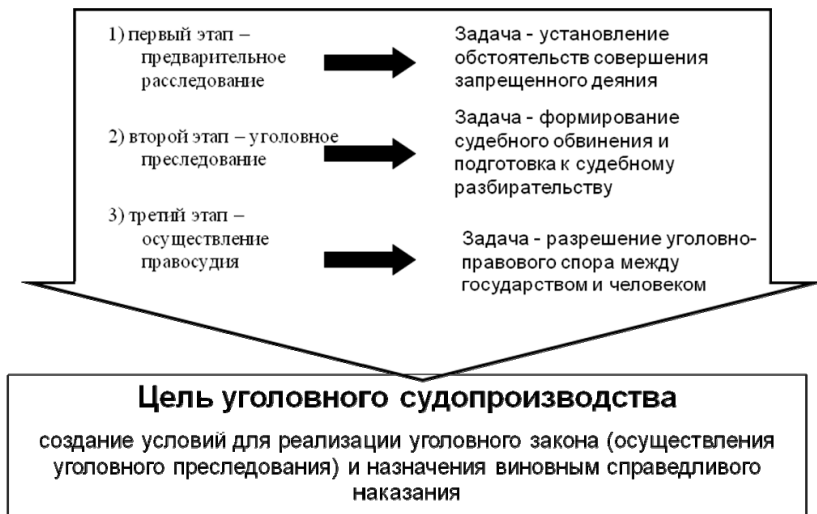 1) первый этап –
предварительное
расследование
Задача - установление
обстоятельств совершения
запрещенного деяния
2) второй этап – уголовное
преследование
Задача - формирование
судебного обвинения и
подготовка к судебному
разбирательству
3) третий этап –
осуществление
правосудия
Задача - разрешение уголовно-
правового спора между
государством и человеком
Цель уголовного судопроизводства
создание условий для реализации уголовного закона (осуществления
уголовного преследования) и назначения виновным справедливого
наказания